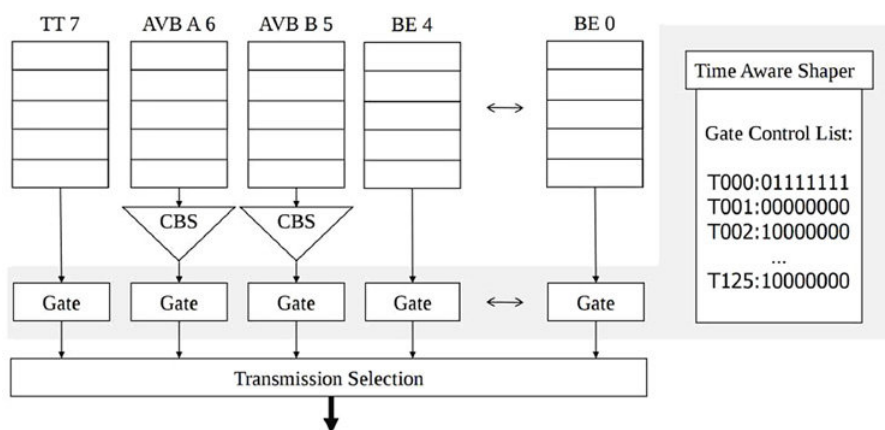 TT 7 AVB A 6 AVB B 5 BE 4 BE 0
Time Aware Shaper
Gate Control List:
T000:01111111
T001:00000000
T002:10000000
...
T125:10000000
CBS CBS
Gate Gate Gate Gate Gate
Transmission Selection